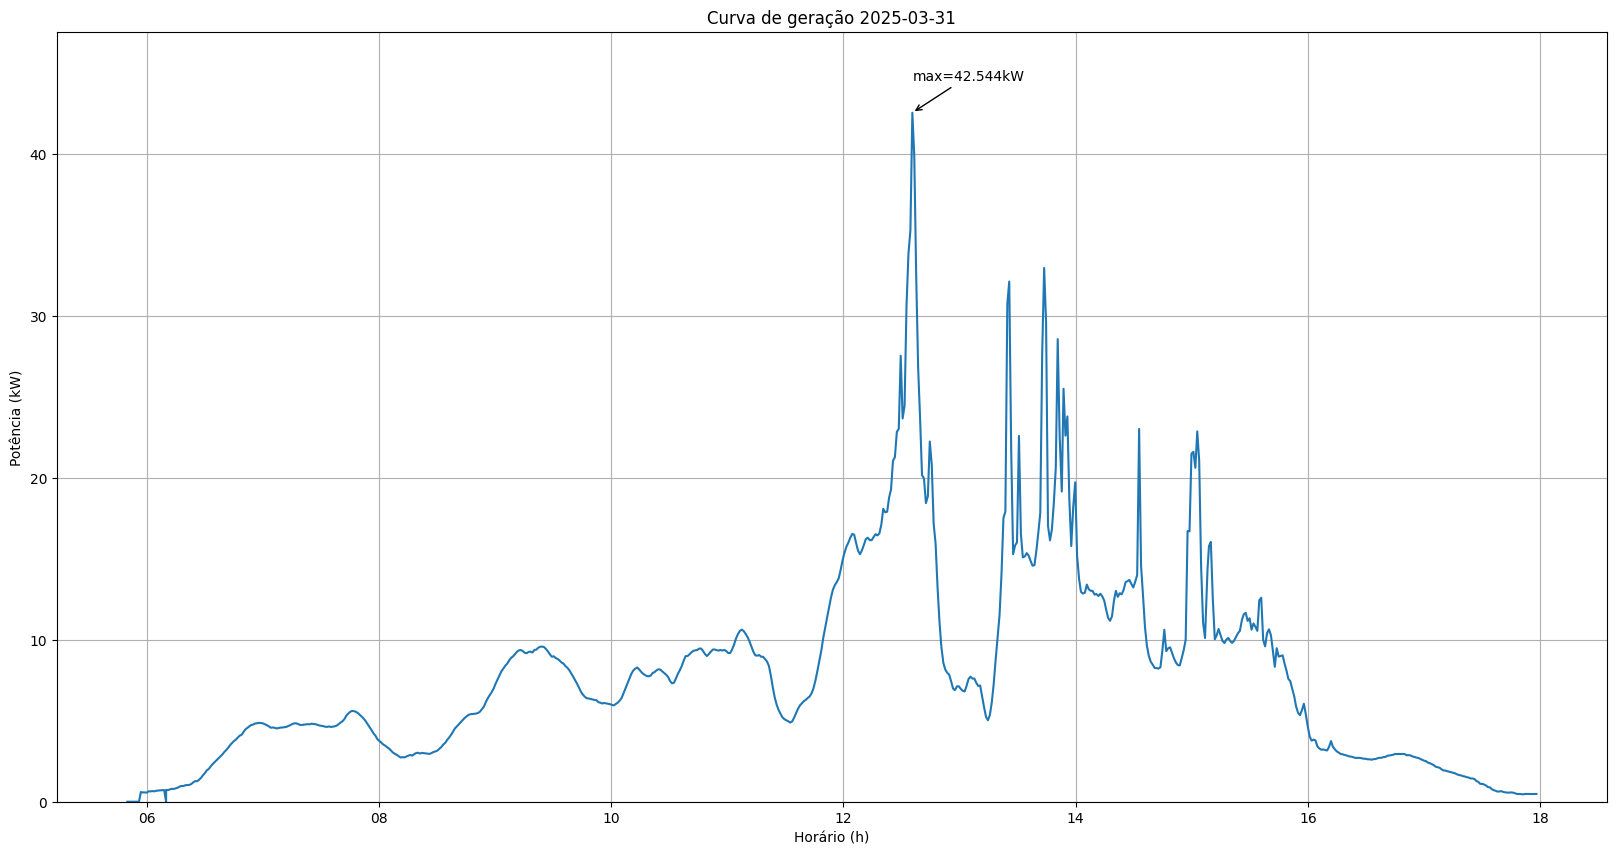 Curva de geração 2025-03-31
max=42.544kW
Potência (kW)
40
30
20
10
0
06 08 10 12 14 16 18
Horário (h)